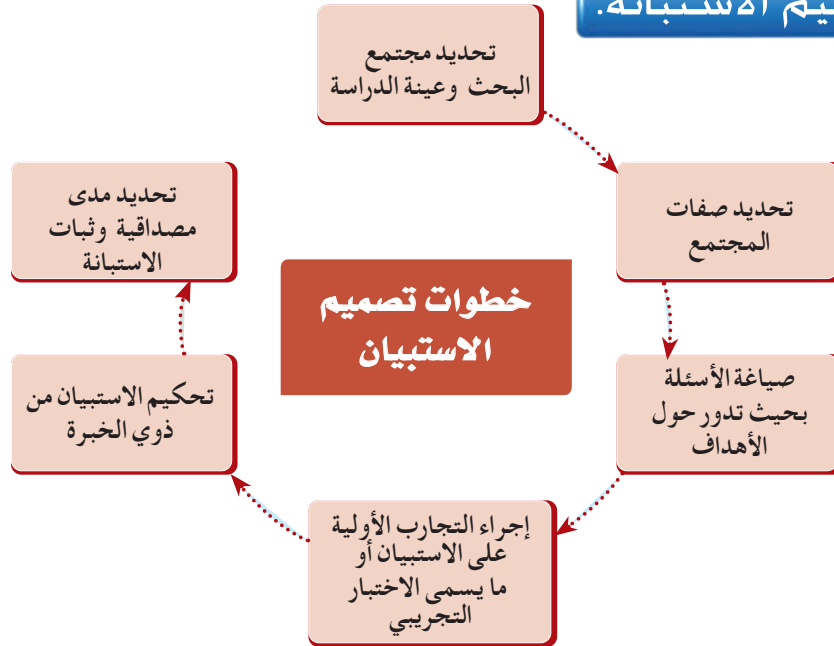 الاستبانة.
تحديد مجتمع
البحث وعينة الدراسة
تحديد صفات
المجتمع
صياغة الأسئلة
بحيث تدور حول
الأهداف
إجراء التجارب الأولية
على الاستبيان أو
ما يسمى الاختبار
التجريبي
تحكيم الاستبيان من
ذوي الخبرة
تحديد مدى
مصداقية وثبات
الاستبانة
خطوات تصميم
الاستبيان